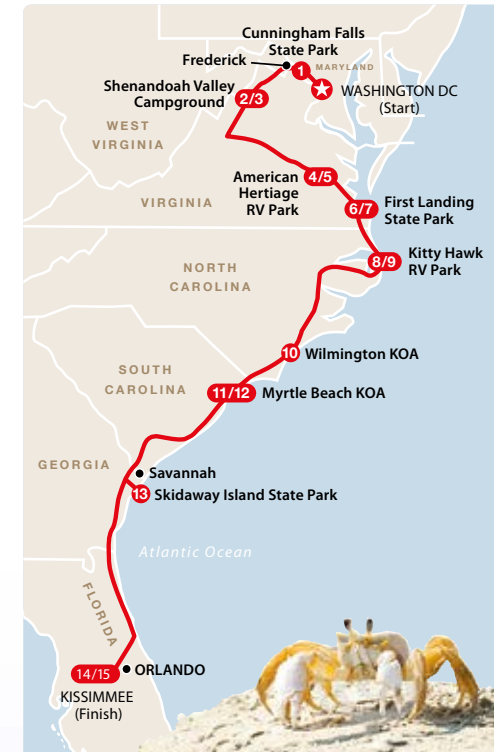 Cunningham Falls
State Park
Frederick
1
MARYLAND
WASHINGTON DC
(Start)
Shenandoah Valley
Campground
2/3
WEST
VIRGINIA
American
Hertiage
RV Park
4/5
VIRGINIA
6/7
First Landing
State Park
8/9
Kitty Hawk
RV Park
NORTH
CAROLINA
10
Wilmington KOA
SOUTH
CAROLINA
11/12
Myrtle Beach KOA
GEORGIA
Savannah
13
Skidaway Island State Park
Atlantic Ocean
FLORIDA
14/15
ORLANDO
KISSIMMEE
(Finish)